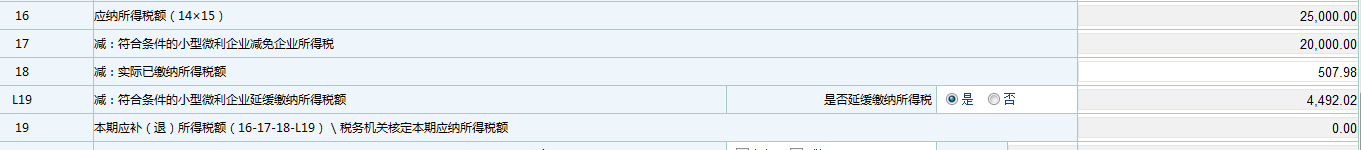 16 应纳所得税额（14×15） 25,000.00
17 减：符合条件的小型微利企业减免企业所得税 20,000.00
18 减：实际已缴纳所得税额 507.98
L19 减：符合条件的小型微利企业延缓缴纳所得税额 是否延缓缴纳所得税 是 否 4,492.02
19 本期应补（退）所得税额（16-17-18-L19） \ 税务机关核定本期应纳所得税额 0.00